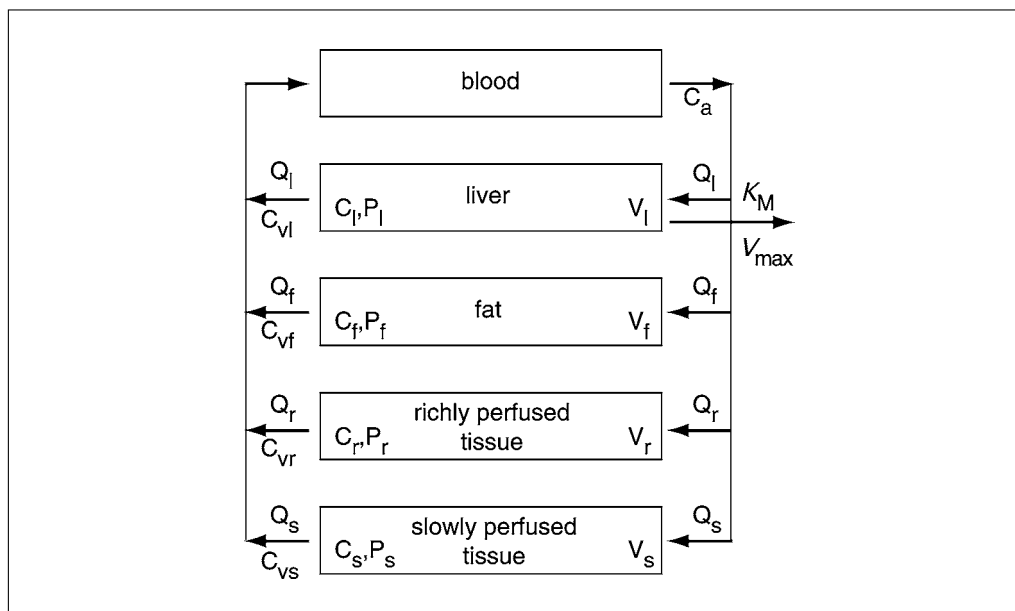 blood
C_a
Q_l
C_vl
liver
C_l,P_l
V_l
Q_l
K_M
V_max
Q_f
C_vf
fat
C_f,P_f
V_f
Q_f
Q_r
C_vr
richly perfused
tissue
C_r,P_r
V_r
Q_r
Q_s
C_vs
slowly perfused
tissue
C_s,P_s
V_s
Q_s